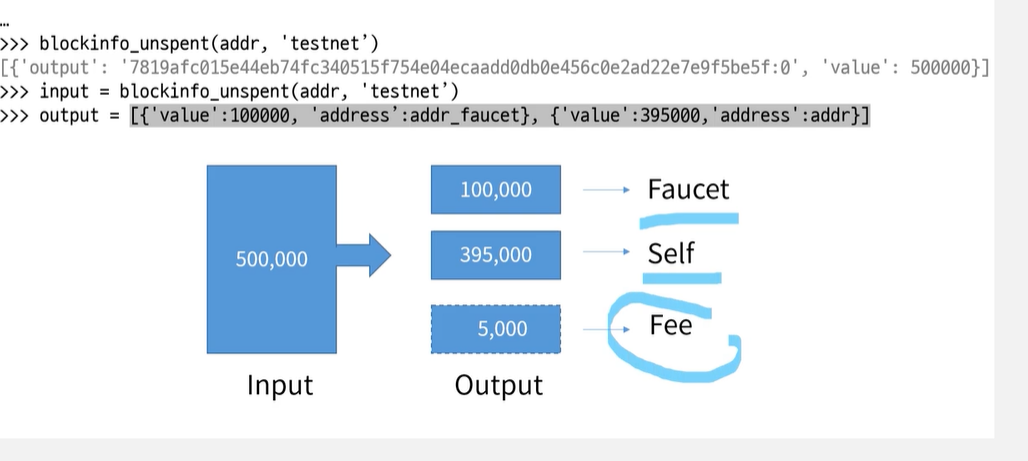 …
>>> blockinfo_unspent(addr, 'testnet’)
[{'output': '7819afc015e44eb74fc340515f754e04ecaadd0db0e456c0e2ad22e7e9f5be5f:0', 'value': 500000}]
>>> input = blockinfo_unspent(addr, 'testnet’)
>>> output = [{'value':100000, 'address’:addr_faucet}, {'value’:395000,'address’:addr}]
500,000
100,000 Faucet
395,000 Self
5,000 Fee
Input Output